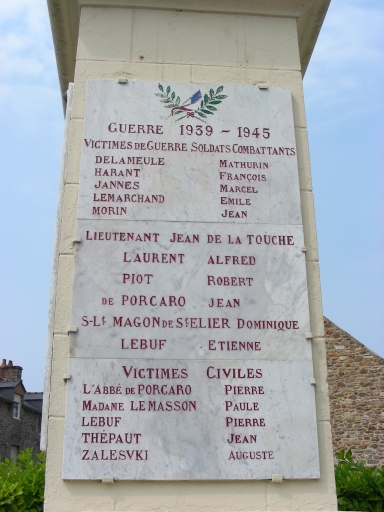 GUERRE 1939 - 1945
VICTIMES DE GUERRE SOLDATS COMBATTANTS
DELAMEULE MATHURIN
HARANT FRANÇOIS
JANNES MARCEL
LEMARCHAND EMILE
MORIN JEAN
LIEUTENANT JEAN DE LA TOUCHE
LAURENT ALFRED
PIOT ROBERT
DE PORCARO JEAN
S-LT MAGON DE ST ELIER DOMINIQUE
LEBUF ETIENNE
VICTIMES CIVILES
L'ABBÉ DE PORCARO PIERRE
MADAME LEMASSON PAULE
LEBUF PIERRE
THÉPAUT JEAN
ZALESVKI AUGUSTE